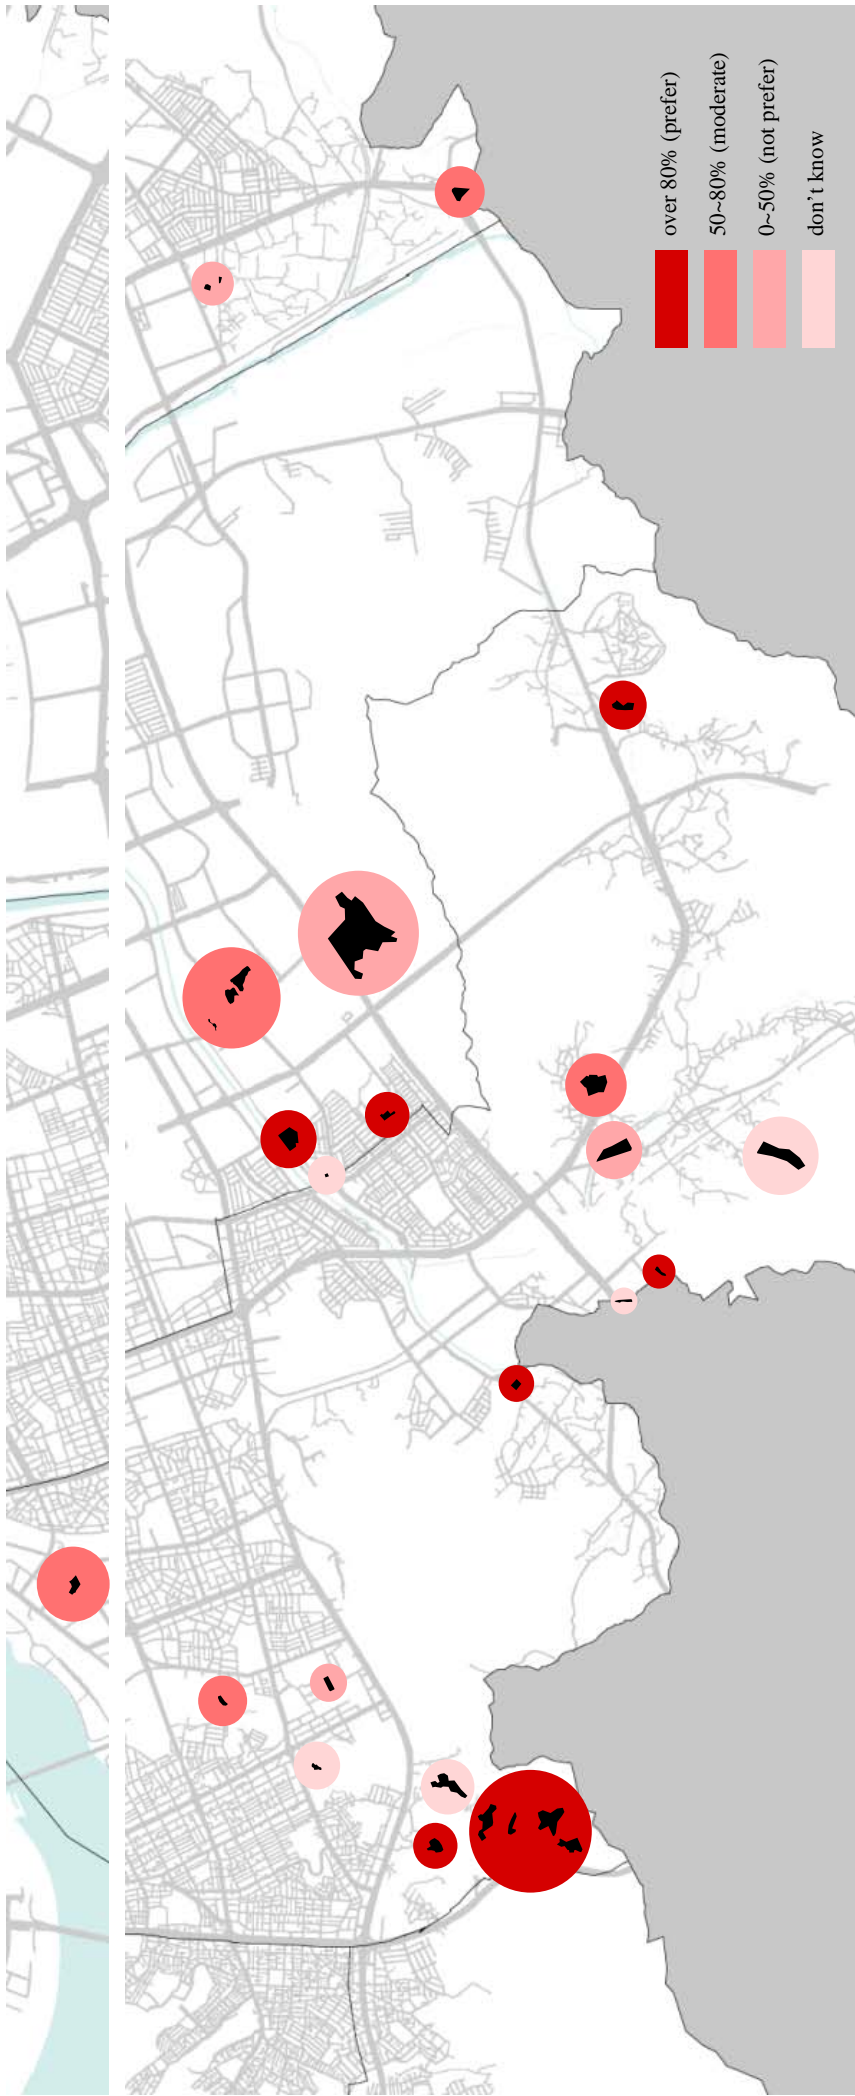 over 80% (prefer)
50~80% (moderate)
0~50% (not prefer)
don't know